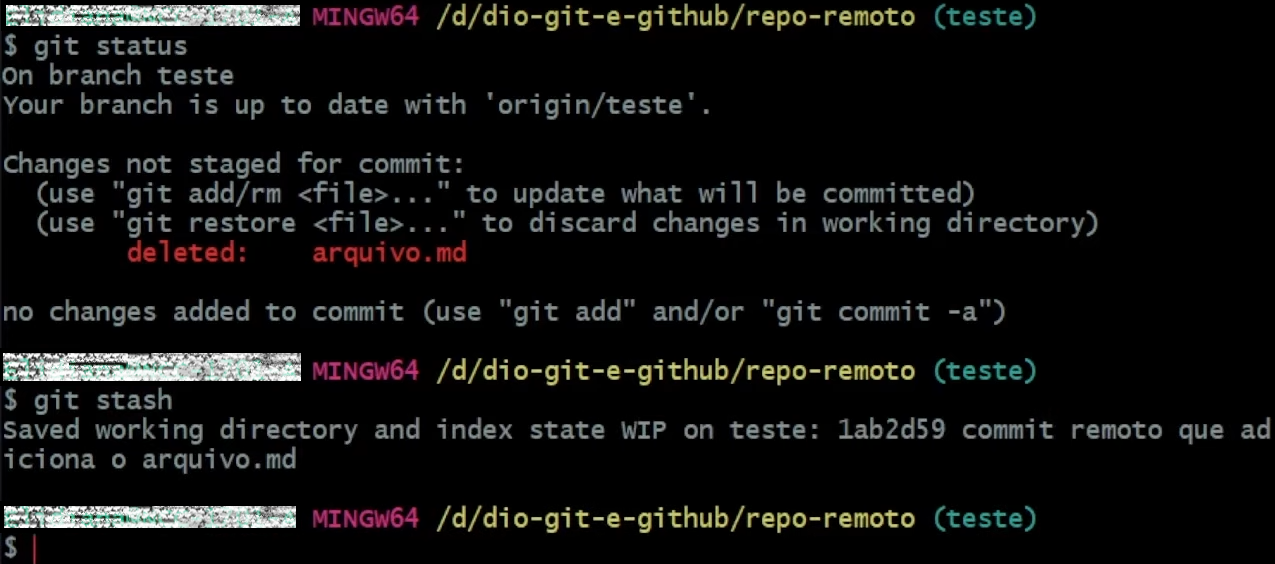 MINGW64 /d/dio-git-e-github/repo-remoto (teste)
$ git status
On branch teste
Your branch is up to date with 'origin/teste'.
Changes not staged for commit:
  (use "git add/rm <file>..." to update what will be committed)
  (use "git restore <file>..." to discard changes in working directory)
        deleted:    arquivo.md
no changes added to commit (use "git add" and/or "git commit -a")
MINGW64 /d/dio-git-e-github/repo-remoto (teste)
$ git stash
Saved working directory and index state WIP on teste: 1ab2d59 commit remoto que ad
iciona o arquivo.md
MINGW64 /d/dio-git-e-github/repo-remoto (teste)
$